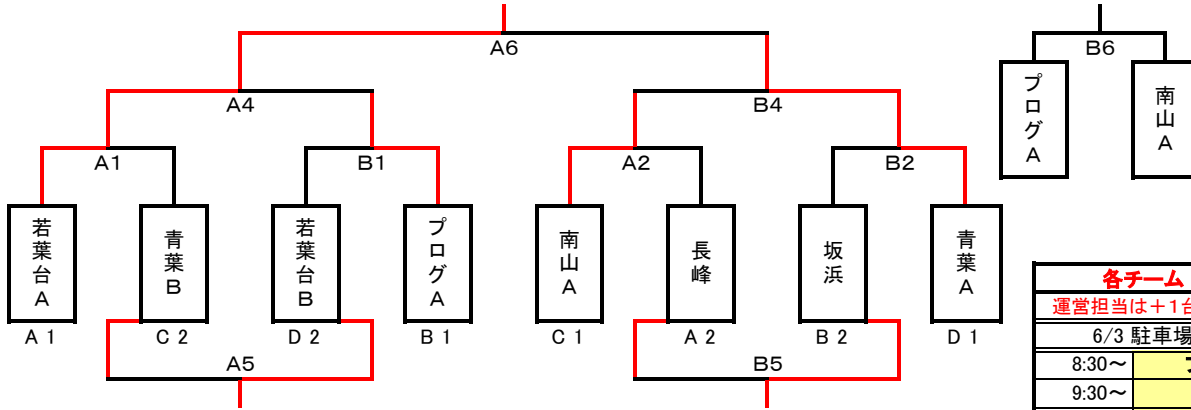 A6
B6
A4
B4
プログA
南山A
A1
B1
A2
B2
若葉台A
青葉B
若葉台B
プログA
南山A
長峰
坂浜
青葉A
A 1
C 2
D 2
B 1
C 1
A 2
B 2
D 1
A5
B5
各チーム
運営担当は+1台
6/3 駐車場
8:30～
9:30～